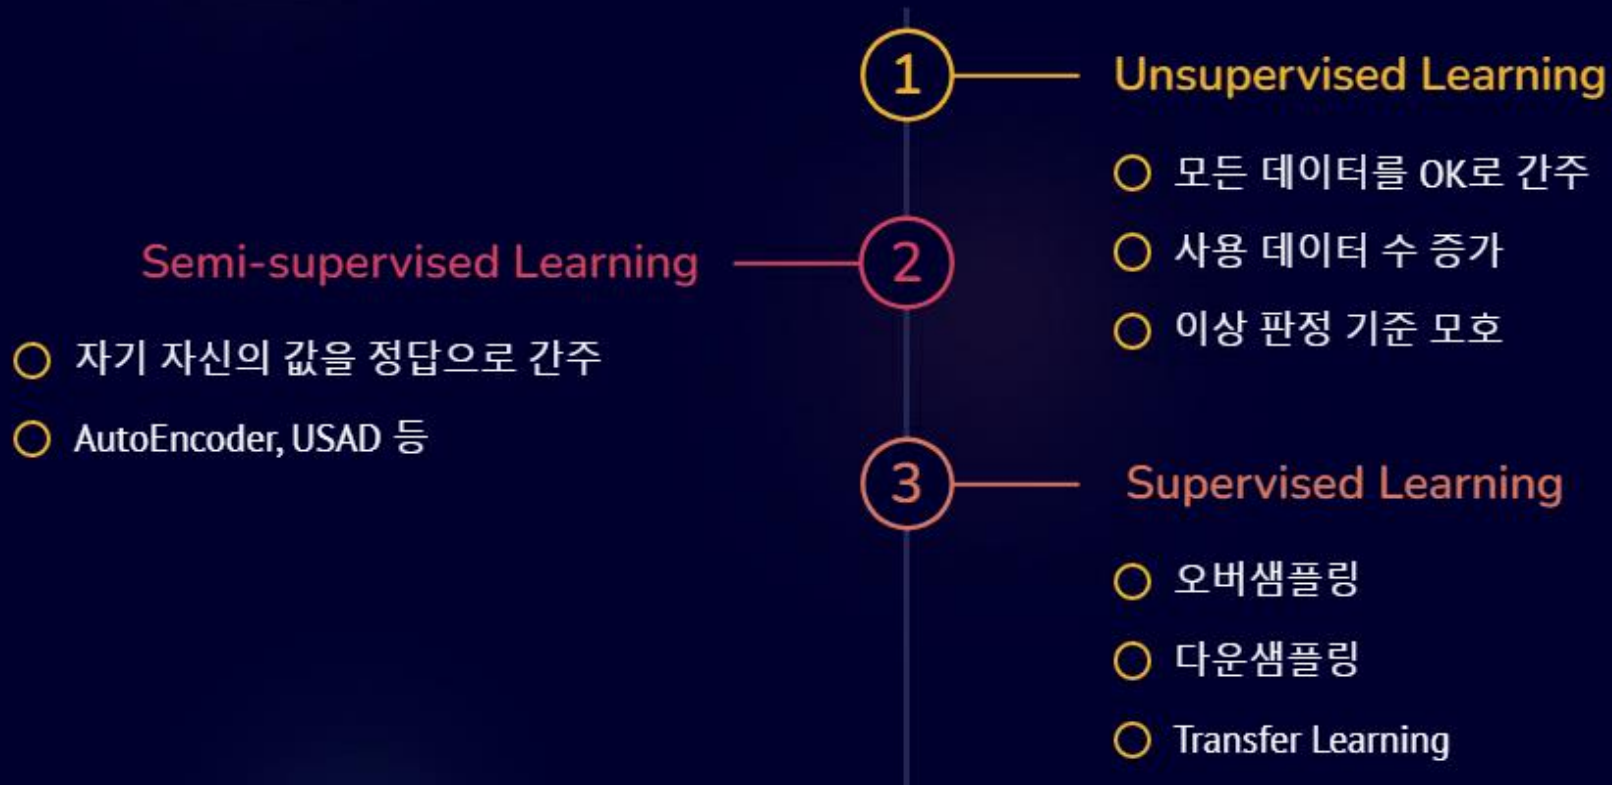 1
Unsupervised Learning
모든 데이터를 OK로 간주
사용 데이터 수 증가
이상 판정 기준 모호
2
Semi-supervised Learning
자기 자신의 값을 정답으로 간주
AutoEncoder, USAD 등
3
Supervised Learning
오버샘플링
다운샘플링
Transfer Learning